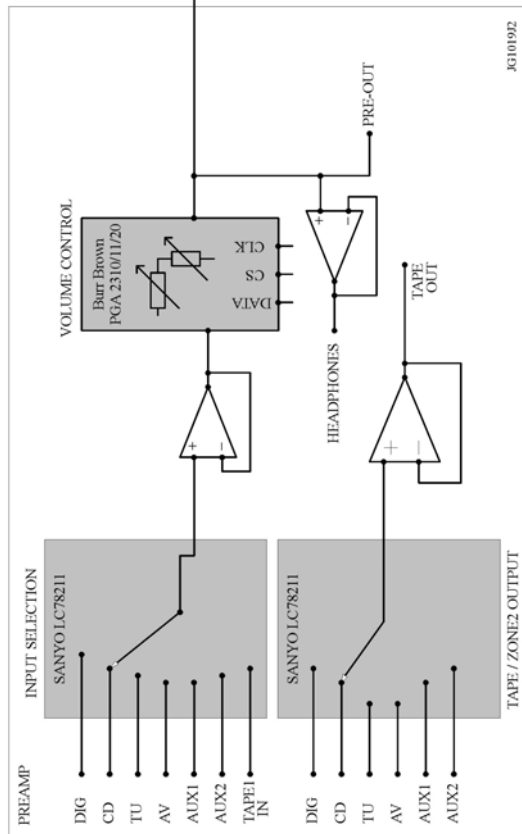 PREAMP
INPUT SELECTION
SANYO LC78211
DIG
CD
TU
AV
AUX1
AUX2
TAPE1
IN
VOLUME CONTROL
Burr Brown
PGA 2310/11/20
DATA
CS
CLK
+
−
HEADPHONES
+
−
PRE-OUT
TAPE / ZONE2 OUTPUT
SANYO LC78211
DIG
CD
TU
AV
AUX1
AUX2
+
−
TAPE
OUT
JG1019J2